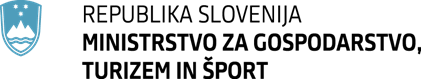 REPUBLIKA SLOVENIJA
MINISTRSTVO ZA GOSPODARSTVO,
TURIZEM IN ŠPORT